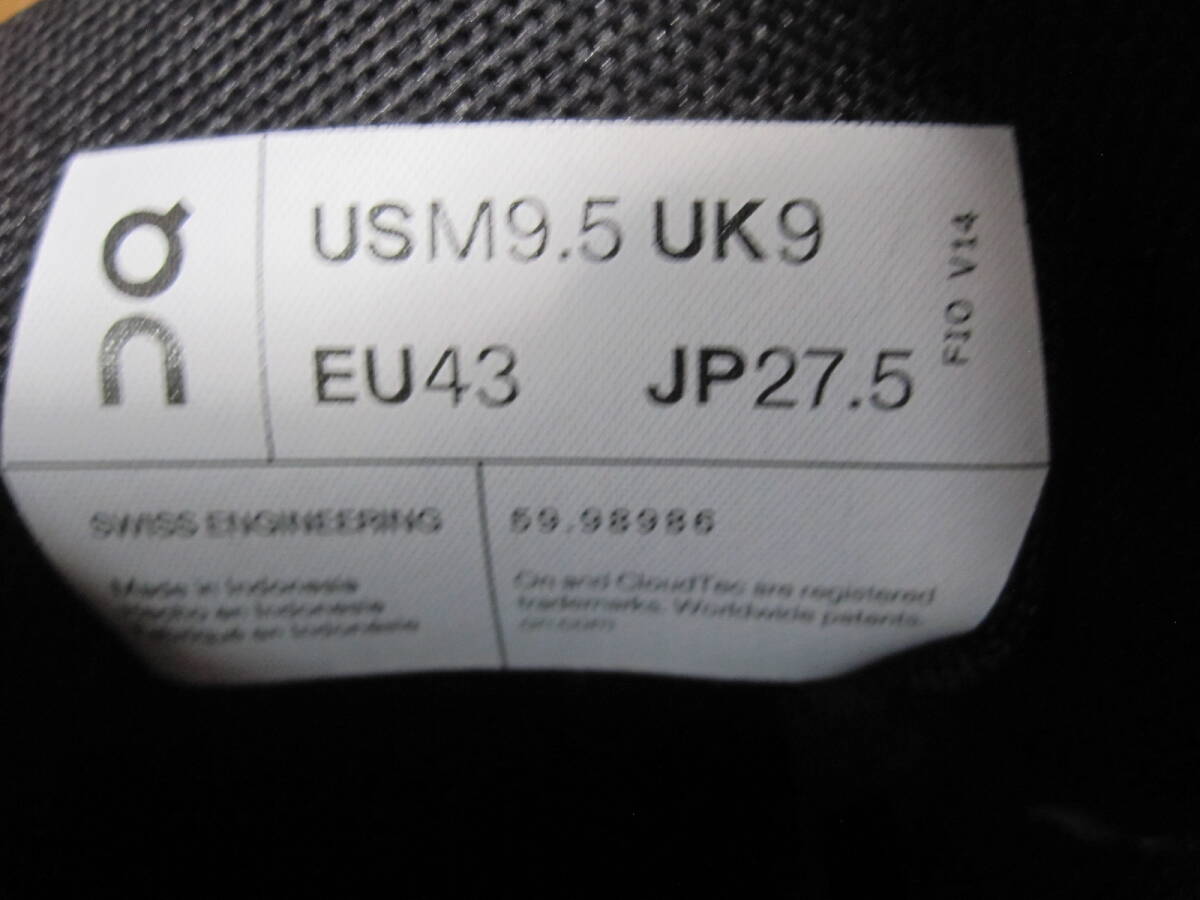 On
USM9.5 UK9
EU43 JP27.5
FIO V14
SWISS ENGINEERING
59.98986
Made in Indonesia
Hecho en Indonesia
Fabriqué en Indonésie
On and CloudTec are registered
trademarks. Worldwide patents.
on.com